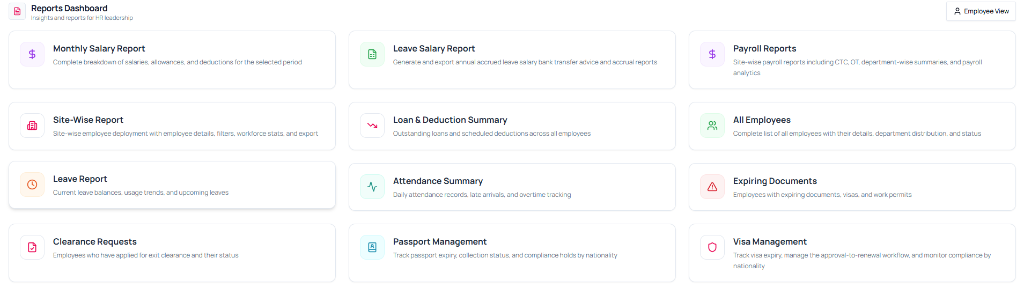 Reports Dashboard
Insights and reports for HR leadership
Employee View
Monthly Salary Report
Complete breakdown of salaries, allowances, and deductions for the selected period
Leave Salary Report
Generate and export annual accrued leave salary bank transfer advice and accrual reports
Payroll Reports
Site-wise payroll reports including CTC, OT, department-wise summaries, and payroll
analytics
Site-Wise Report
Site-wise employee deployment with employee details, filters, workforce stats, and export
Loan & Deduction Summary
Outstanding loans and scheduled deductions across all employees
All Employees
Complete list of all employees with their details, department distribution, and status
Leave Report
Current leave balances, usage trends, and upcoming leaves
Attendance Summary
Daily attendance records, late arrivals, and overtime tracking
Expiring Documents
Employees with expiring documents, visas, and work permits
Clearance Requests
Employees who have applied for exit clearance and their status
Passport Management
Track passport expiry, collection status, and compliance holds by nationality
Visa Management
Track visa expiry, manage the approval-to-renewal workflow, and monitor compliance by
nationality